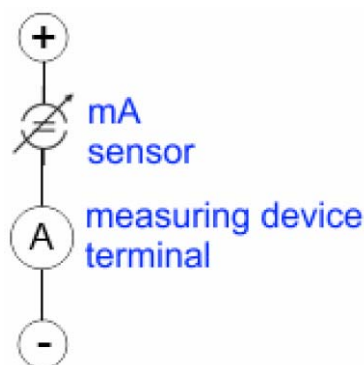 +
mA
sensor
A
measuring device
terminal
-